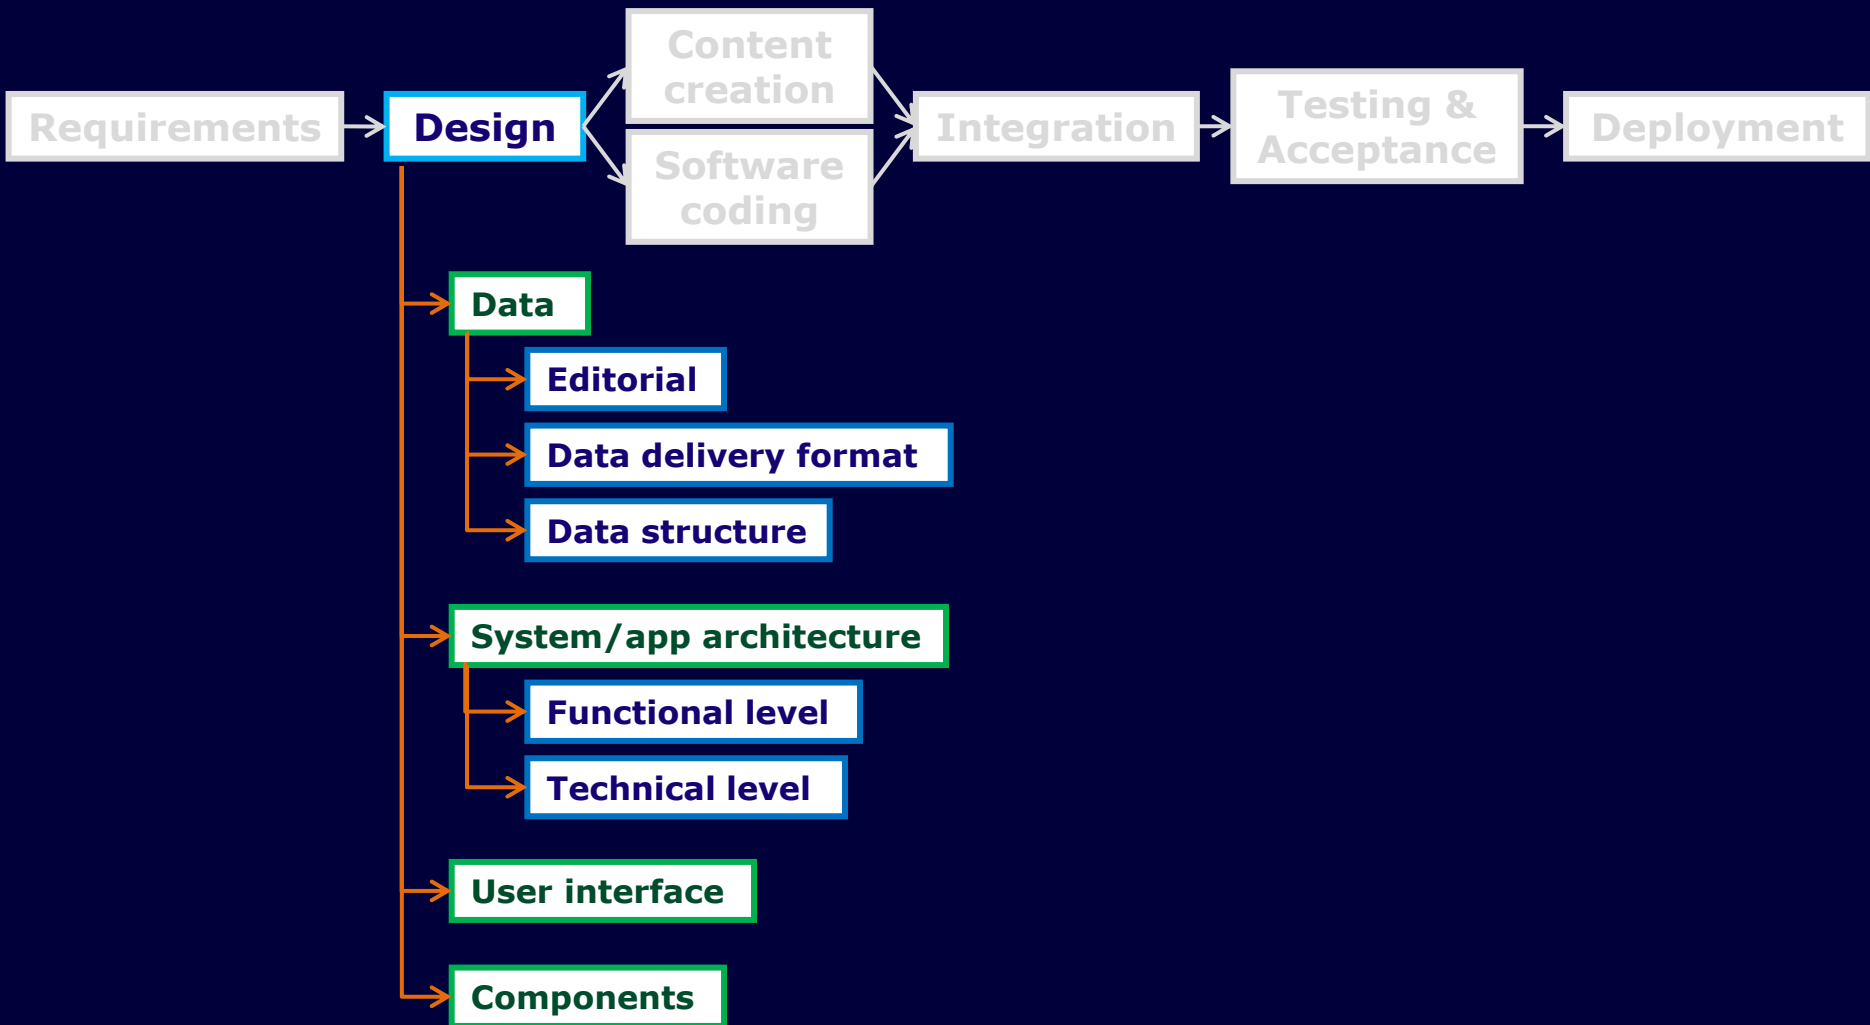 Requirements
Design
Content
creation
Software
coding
Integration
Testing &
Acceptance
Deployment
Data
Editorial
Data delivery format
Data structure
System/app architecture
Functional level
Technical level
User interface
Components